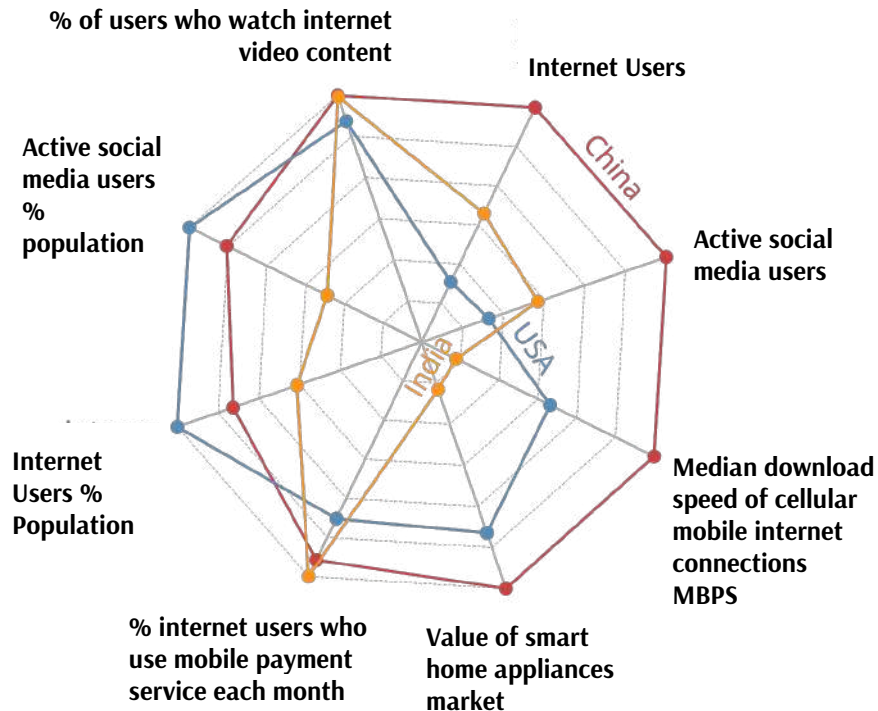 % of users who watch internet
video content
Internet Users
China
Active social
media users
%
population
Active social
media users
USA
India
Internet
Users %
Population
Median download
speed of cellular
mobile internet
connections
MBPS
% internet users who
use mobile payment
service each month
Value of smart
home appliances
market